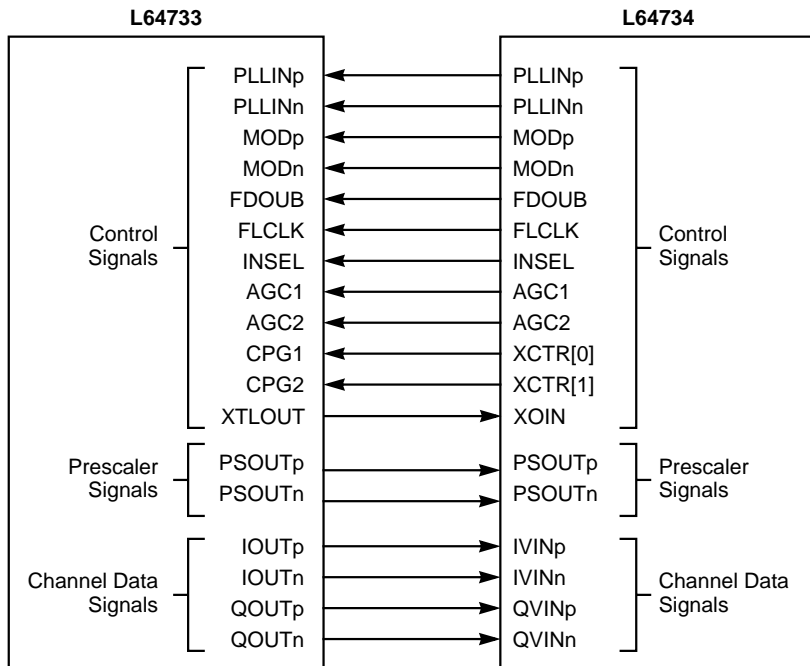 L64733 L64734
PLLINp PLLINp
PLLINn PLLINn
MODp MODp
MODn MODn
FDOUB FDOUB
Control Signals FLCLK FLCLK Control Signals
INSEL INSEL
AGC1 AGC1
AGC2 AGC2
CPG1 XCTR[0]
CPG2 XCTR[1]
XTLOUT XOIN
Prescaler Signals PSOUTp PSOUTp Prescaler Signals
PSOUTn PSOUTn
IOUTp IVINp
Channel Data Signals IOUTn IVINn Channel Data Signals
QOUTp QVINp
QOUTn QVINn